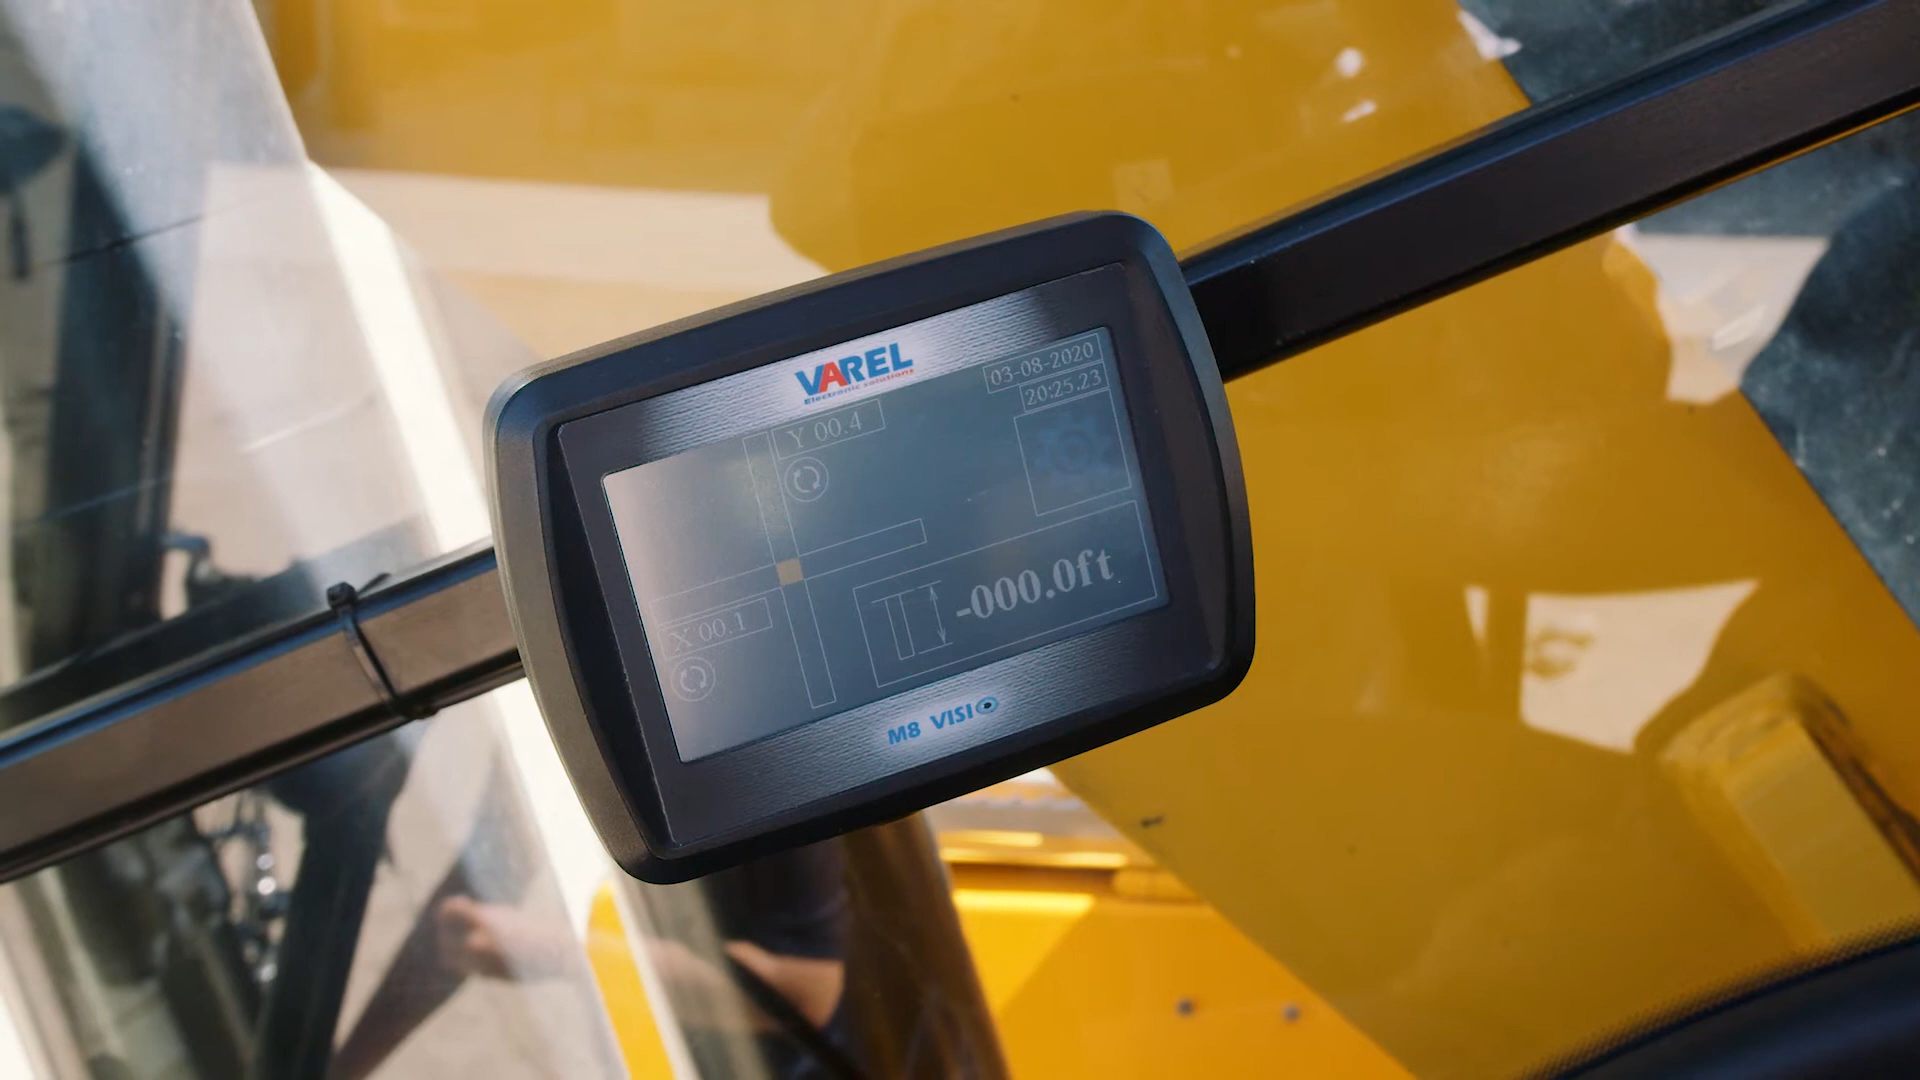 VAREL
Electronic solutions
03-08-2020
20:25.23
Y 00.4
X 00.1
-000.0ft
M8 VISIO